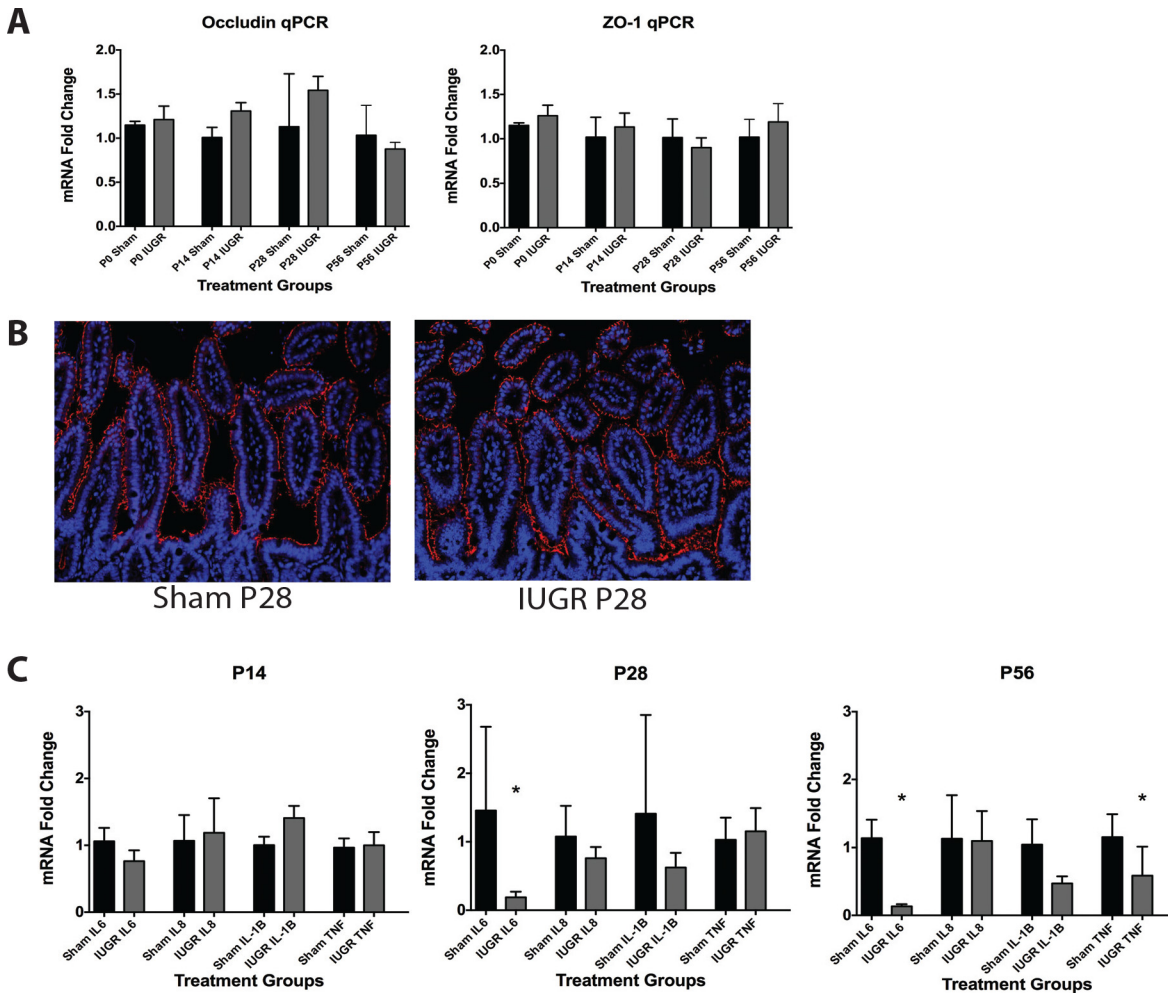 A
Occludin qPCR
mRNA Fold Change
2.0
1.5
1.0
0.5
0.0
P0 Sham
P0 IUGR
P14 Sham
P14 IUGR
P28 Sham
P28 IUGR
P56 Sham
P56 IUGR
Treatment Groups
ZO-1 qPCR
mRNA Fold Change
2.0
1.5
1.0
0.5
0.0
P0 Sham
P0 IUGR
P14 Sham
P14 IUGR
P28 Sham
P28 IUGR
P56 Sham
P56 IUGR
Treatment Groups
B
Sham P28
IUGR P28
C
P14
mRNA Fold Change
3
2
1
0
Sham IL6
IUGR IL6
Sham IL8
IUGR IL8
Sham IL-1B
IUGR IL-1B
Sham TNF
IUGR TNF
Treatment Groups
P28
mRNA Fold Change
3
2
1
0
*
Sham IL6
IUGR IL6
Sham IL8
IUGR IL8
Sham IL-1B
IUGR IL-1B
Sham TNF
IUGR TNF
Treatment Groups
P56
mRNA Fold Change
3
2
1
0
*
*
Sham IL6
IUGR IL6
Sham IL8
IUGR IL8
Sham IL-1B
IUGR IL-1B
Sham TNF
IUGR TNF
Treatment Groups